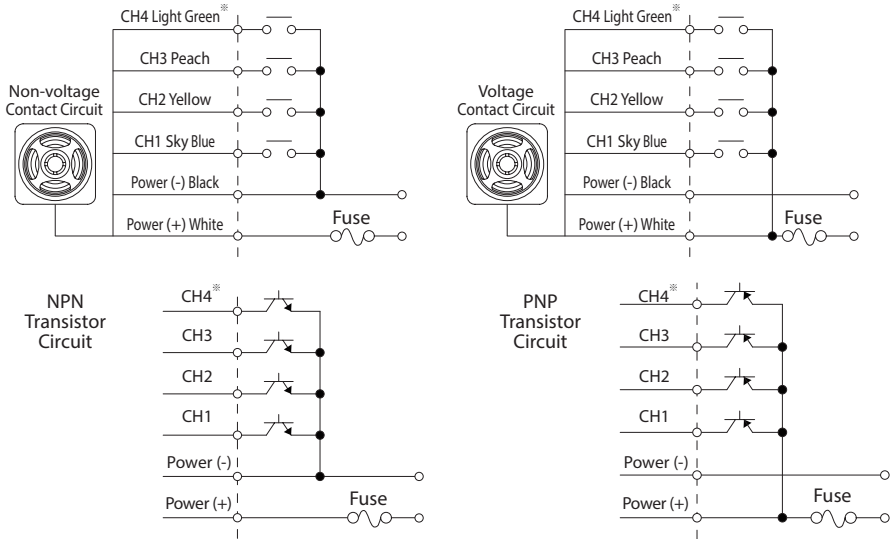 Non-voltage
Contact Circuit
CH4 Light Green※
CH3 Peach
CH2 Yellow
CH1 Sky Blue
Power (-) Black
Power (+) White
Fuse
Voltage
Contact Circuit
CH4 Light Green※
CH3 Peach
CH2 Yellow
CH1 Sky Blue
Power (-) Black
Power (+) White
Fuse
NPN
Transistor
Circuit
CH4※
CH3
CH2
CH1
Power (-)
Power (+)
Fuse
PNP
Transistor
Circuit
CH4※
CH3
CH2
CH1
Power (-)
Power (+)
Fuse